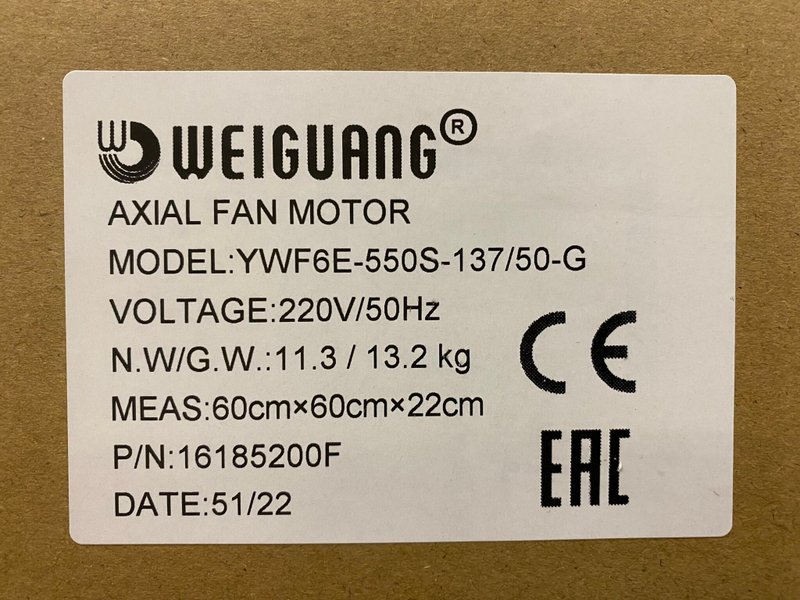 W WEIGUANG®
AXIAL FAN MOTOR
MODEL:YWF6E-550S-137/50-G
VOLTAGE:220V/50Hz
N.W/G.W.:11.3 / 13.2 kg
MEAS:60cm×60cm×22cm
P/N:16185200F
DATE:51/22
CE
EAC